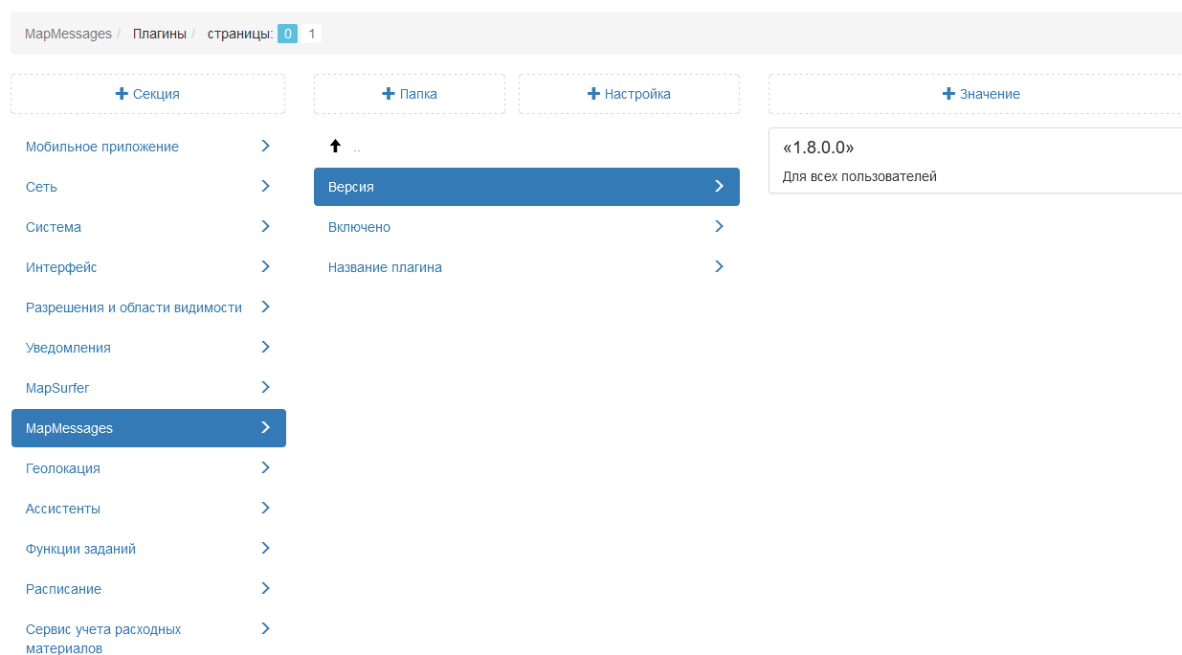 MapMessages / Плагины / страницы: 0 1
+ Секция
+ Папка
+ Настройка
+ Значение
Мобильное приложение
Сеть
Система
Интерфейс
Разрешения и области видимости
Уведомления
MapSurfer
MapMessages
Геолокация
Ассистенты
Функции заданий
Расписание
Сервис учета расходных
материалов
..
Версия
Включено
Название плагина
«1.8.0.0»
Для всех пользователей